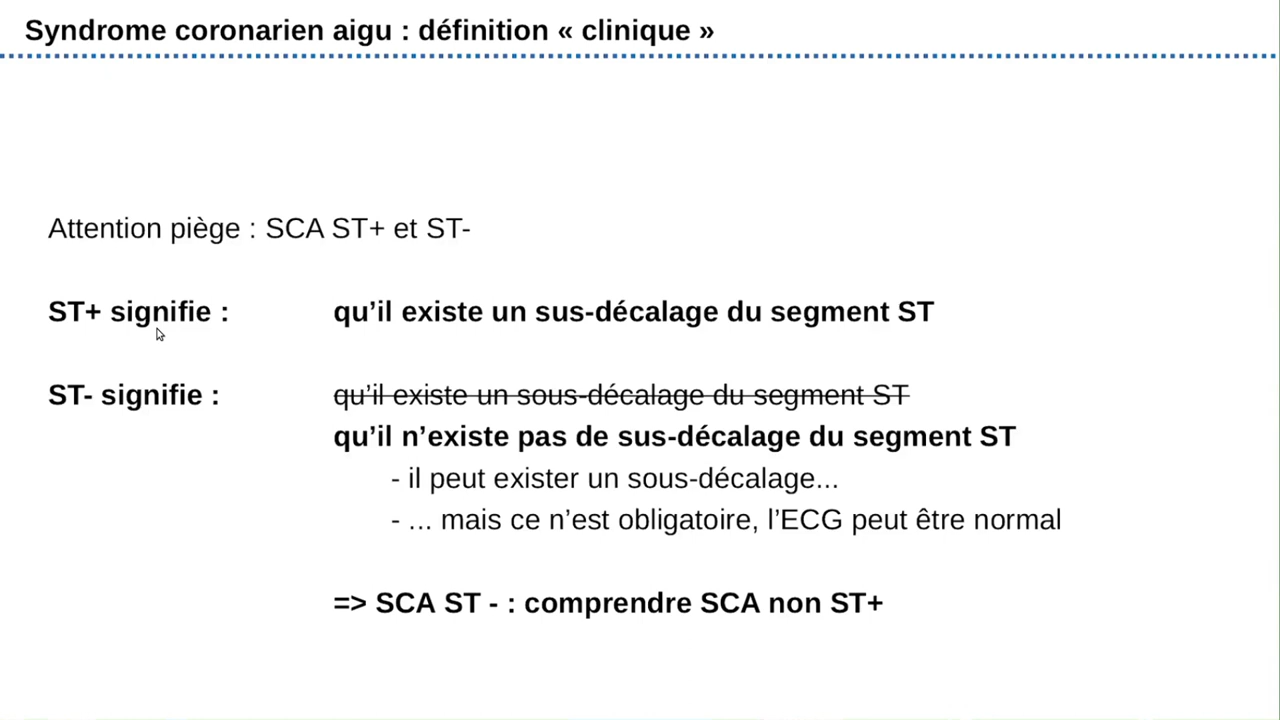 Syndrome coronarien aigu : définition « clinique »
Attention piège : SCA ST+ et ST-
ST+ signifie : qu’il existe un sus-décalage du segment ST
ST- signifie : qu’il existe un sous-décalage du segment ST
qu’il n’existe pas de sus-décalage du segment ST
- il peut exister un sous-décalage...
- ... mais ce n’est obligatoire, l’ECG peut être normal
=> SCA ST - : comprendre SCA non ST+